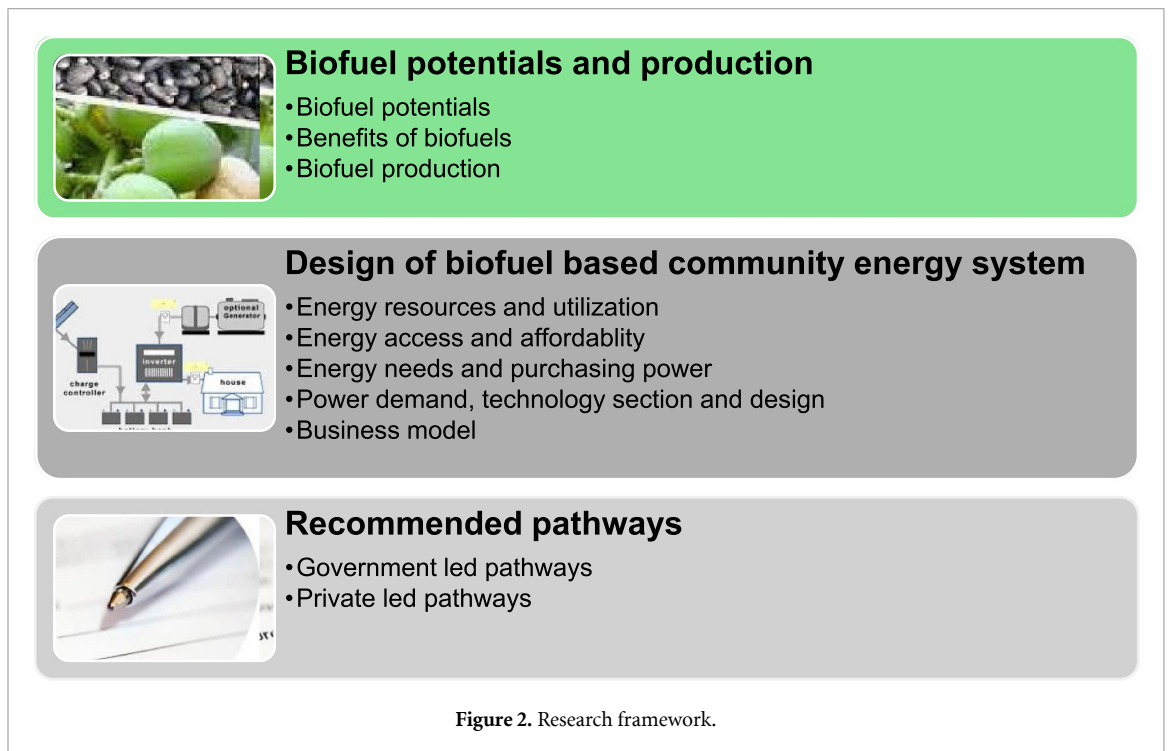 Biofuel potentials and production
•Biofuel potentials
•Benefits of biofuels
•Biofuel production
Design of biofuel based community energy system
•Energy resources and utilization
•Energy access and affordablity
•Energy needs and purchasing power
•Power demand, technology section and design
•Business model
optional
Generator
inverter
charge
controller
house
Recommended pathways
•Government led pathways
•Private led pathways
Figure 2. Research framework.